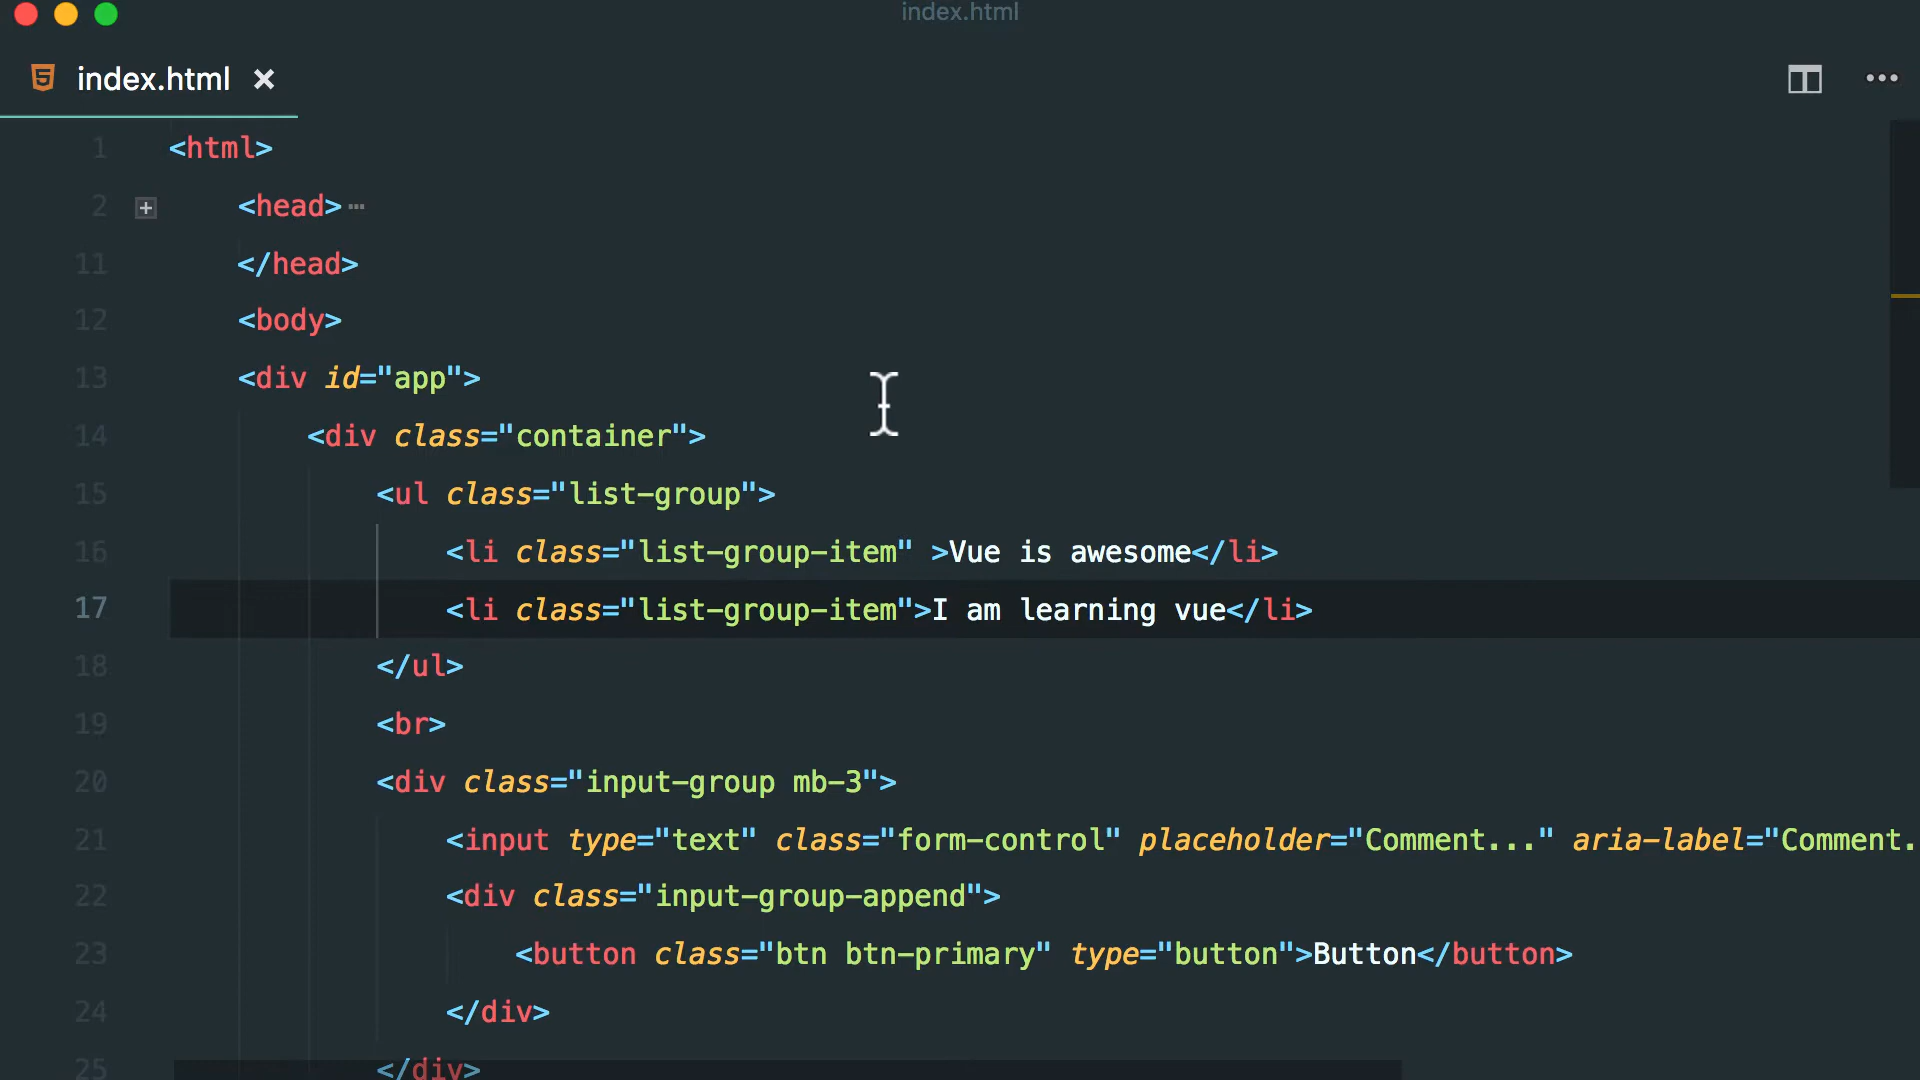 index.html
index.html
1 <html>
2 <head>
11 </head>
12 <body>
13 <div id="app">
14 <div class="container">
15 <ul class="list-group">
16 <li class="list-group-item" >Vue is awesome</li>
17 <li class="list-group-item">I am learning vue</li>
18 </ul>
19 <br>
20 <div class="input-group mb-3">
21 <input type="text" class="form-control" placeholder="Comment..." aria-label="Comment.
22 <div class="input-group-append">
23 <button class="btn btn-primary" type="button">Button</button>
24 </div>
25 </div>